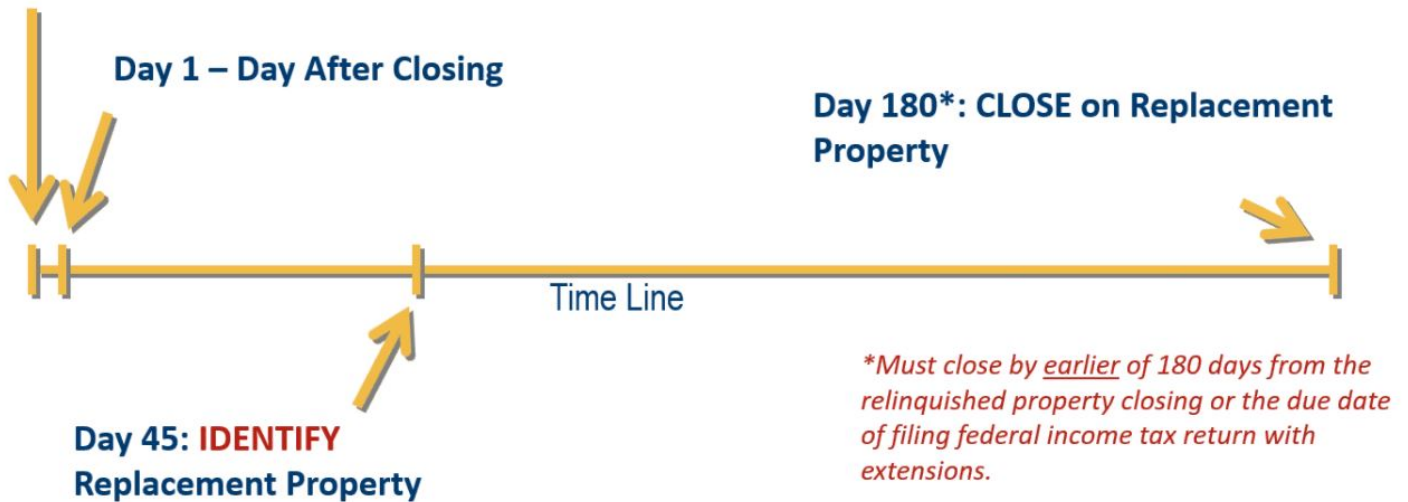 Day 1 – Day After Closing
Day 180*: CLOSE on Replacement
Property
Time Line
*Must close by earlier of 180 days from the
relinquished property closing or the due date
of filing federal income tax return with
extensions.
Day 45: IDENTIFY
Replacement Property